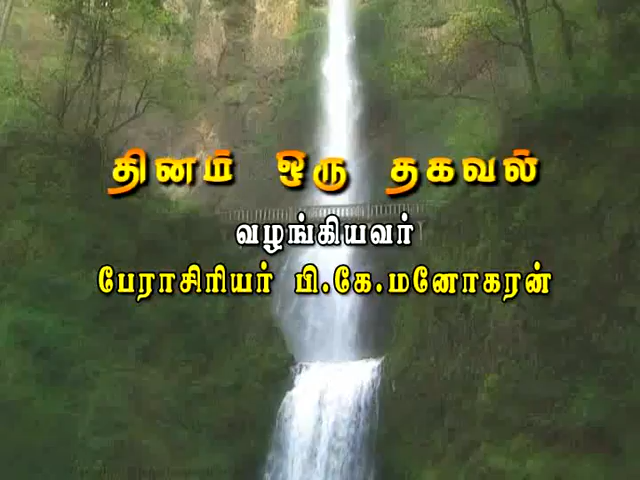 தினம் ஒரு தகவல்
வழங்கியவர்
பேராசிரியர் பி.கே.மனோகரன்